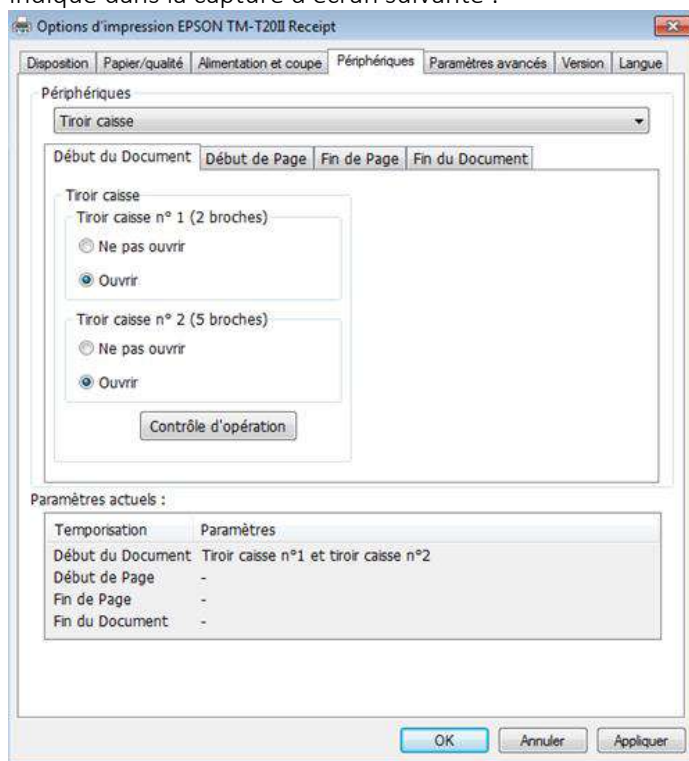 indiqué dans la capture d'écran suivante :
Options d'impression EPSON TM-T20II Receipt
Disposition Papier/qualité Alimentation et coupe Périphériques Paramètres avancés Version Langue
Périphériques
Tiroir caisse
Début du Document Début de Page Fin de Page Fin du Document
Tiroir caisse
Tiroir caisse n° 1 (2 broches)
Ne pas ouvrir
Ouvrir
Tiroir caisse n° 2 (5 broches)
Ne pas ouvrir
Ouvrir
Contrôle d'opération
Paramètres actuels :
Temporisation Paramètres
Début du Document Tiroir caisse n°1 et tiroir caisse n°2
Début de Page -
Fin de Page -
Fin du Document -
OK Annuler Appliquer